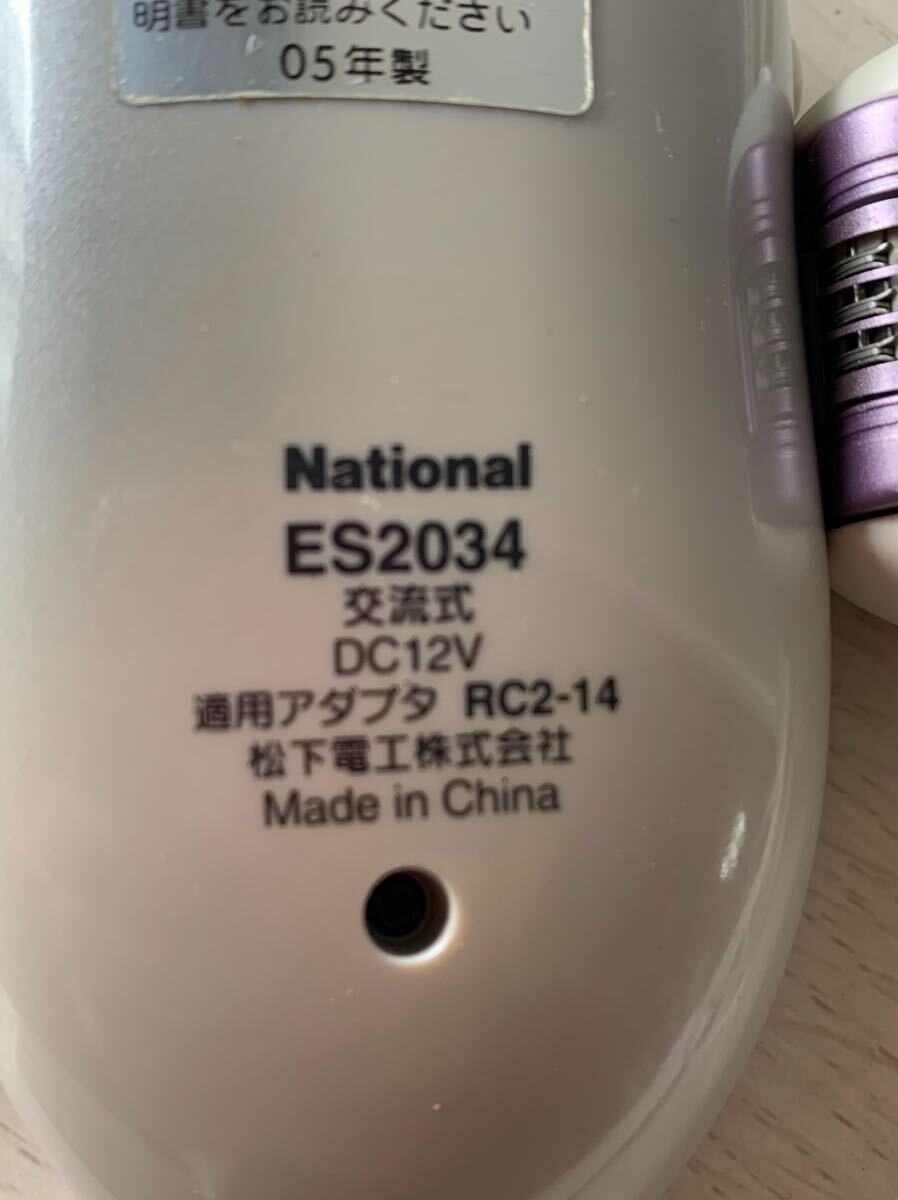 明書をお読みください
05年製
National
ES2034
交流式
DC12V
適用アダプタ RC2-14
松下電工株式会社
Made in China